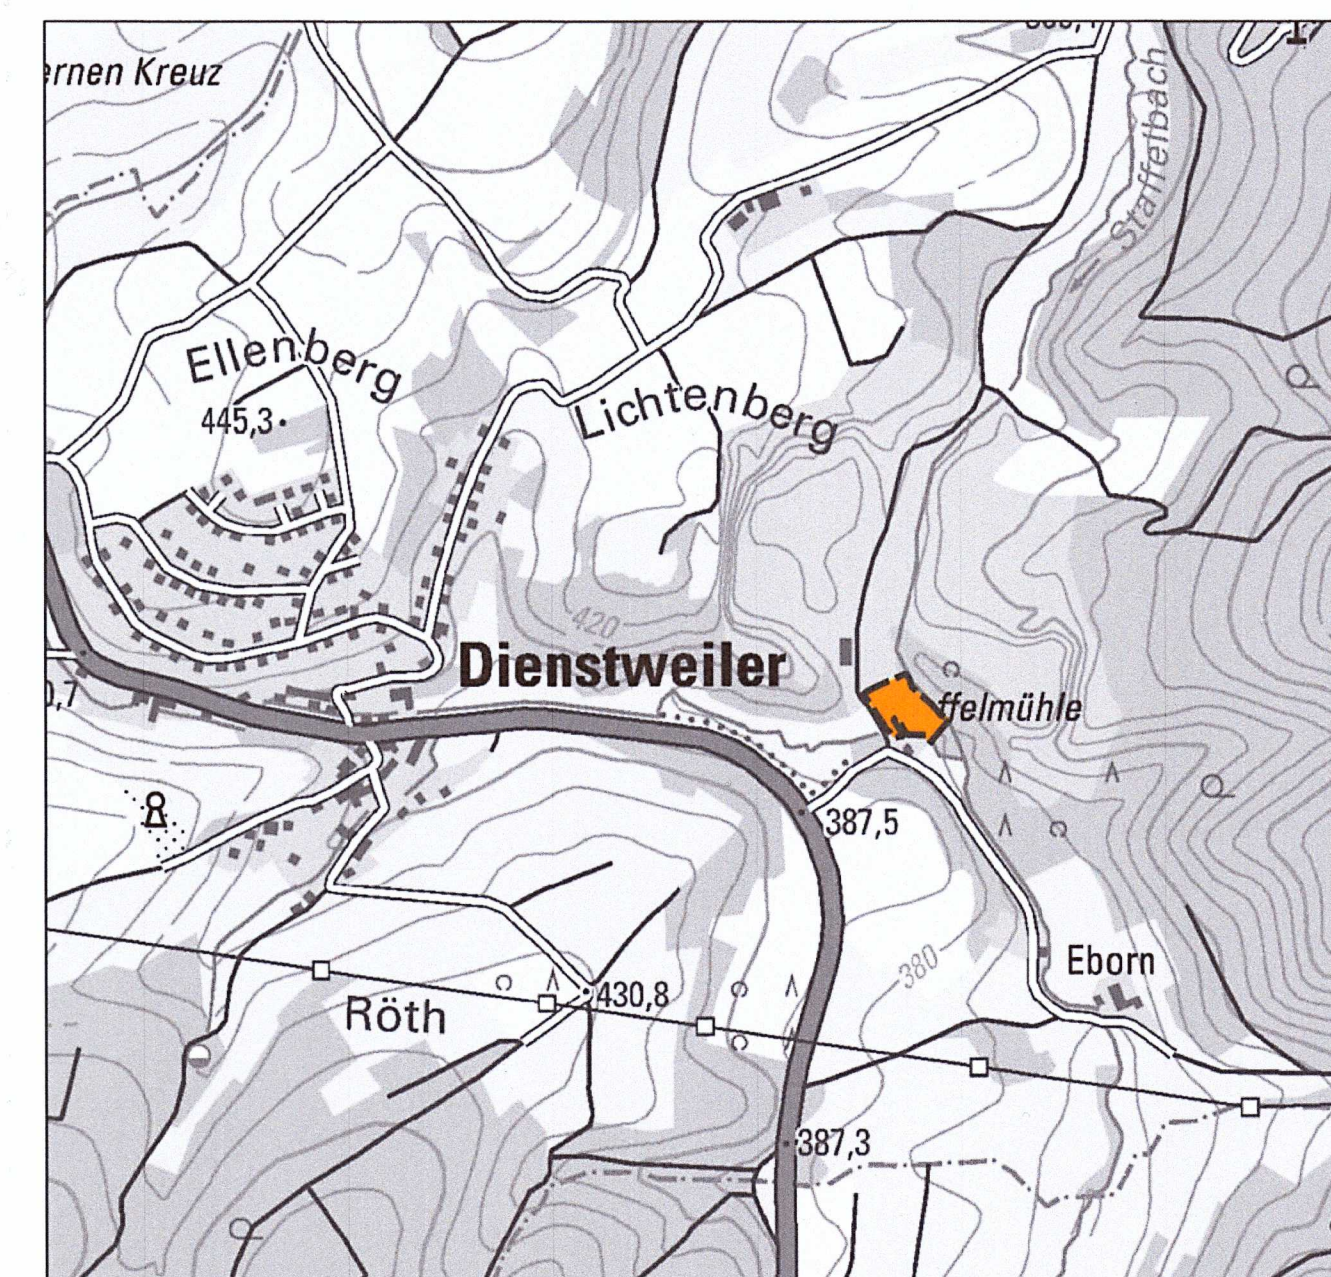 ernen Kreuz
Staffelbach
Ellenberg
445,3
Lichtenberg
420
Dienstweiler
0,7
ffelmühle
387,5
380
Eborn
430,8
Röth
387,3